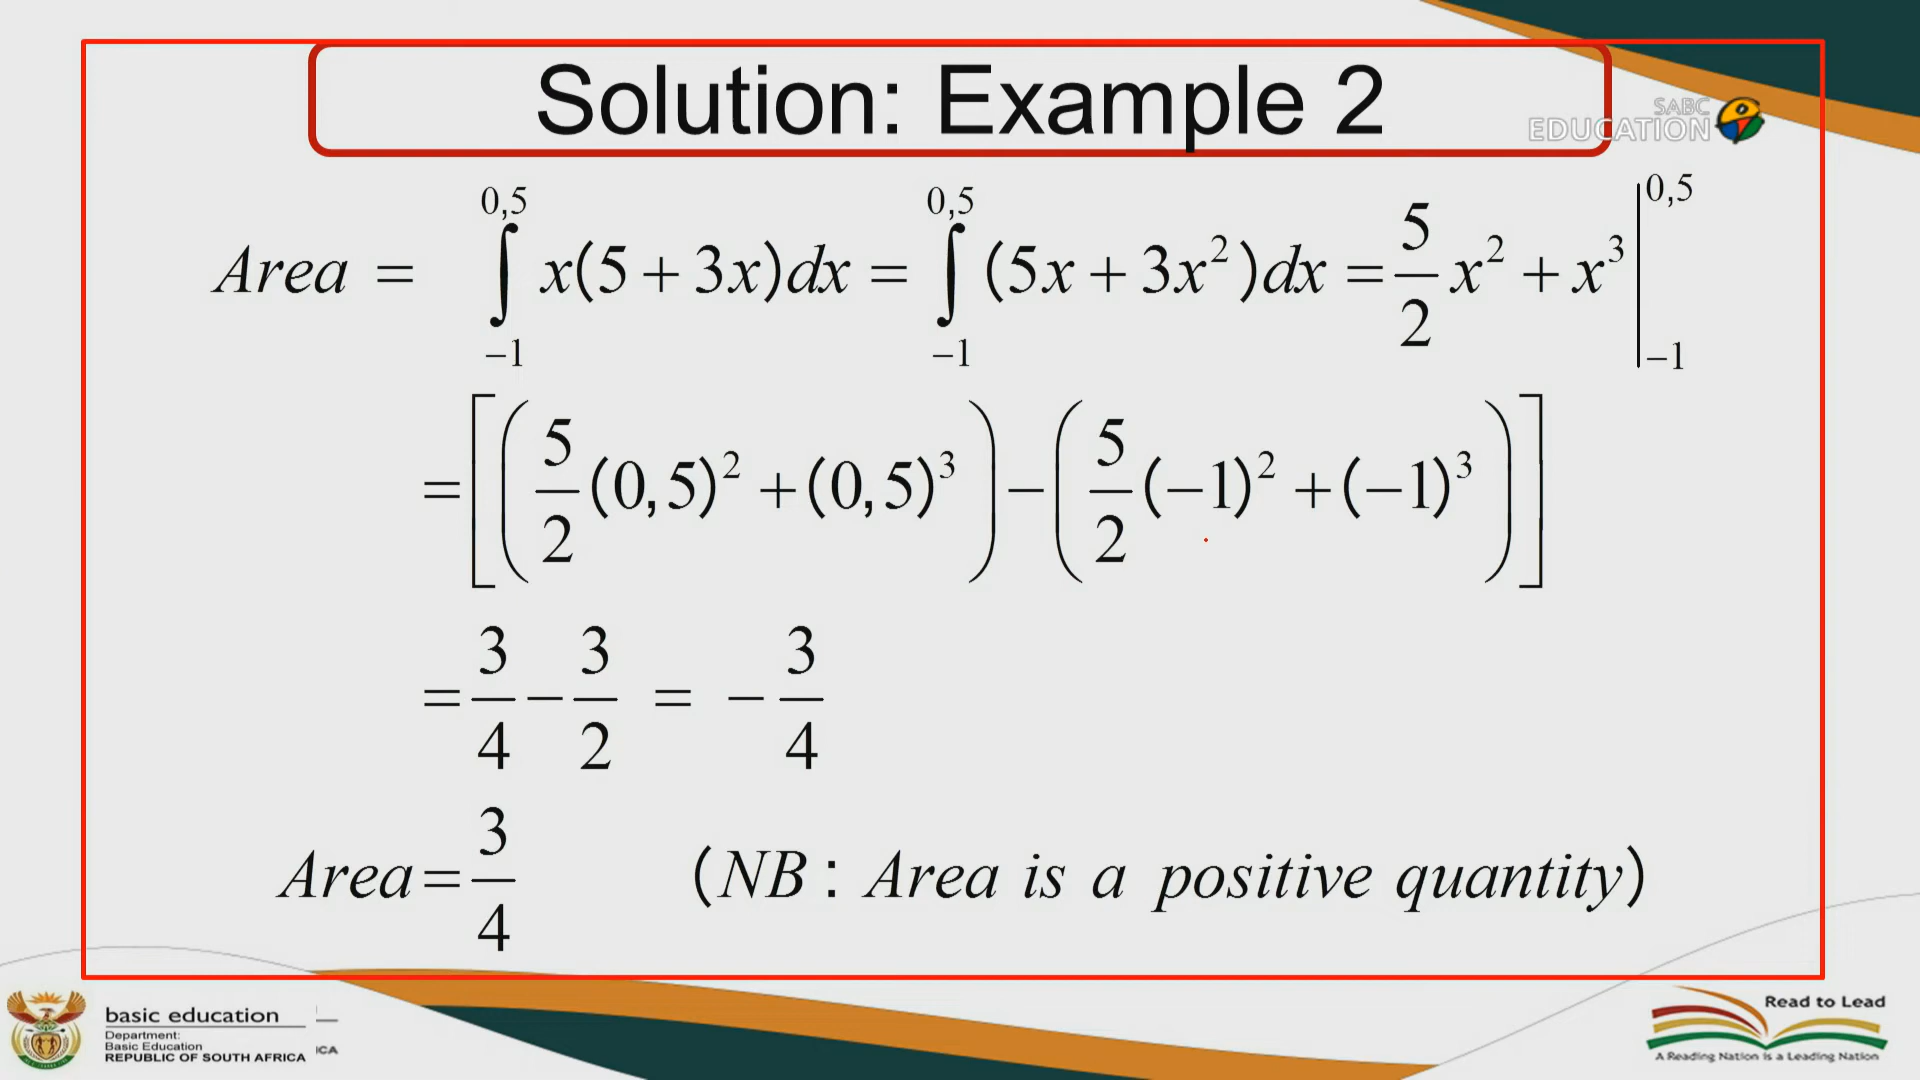 Solution: Example 2
SABC
EDUCATION
Area = ∫_{−1}^{0,5} x(5 + 3x)dx = ∫_{−1}^{0,5} (5x + 3x²)dx = 5/2 x² + x³ |_{−1}^{0,5}
= [(5/2 (0,5)² + (0,5)³) − (5/2 (−1)² + (−1)³)]
= 3/4 − 3/2 = − 3/4
Area = 3/4 (NB : Area is a positive quantity)
basic education
Department:
Basic Education
REPUBLIC OF SOUTH AFRICA
ICA
Read to Lead
A Reading Nation is a Leading Nation